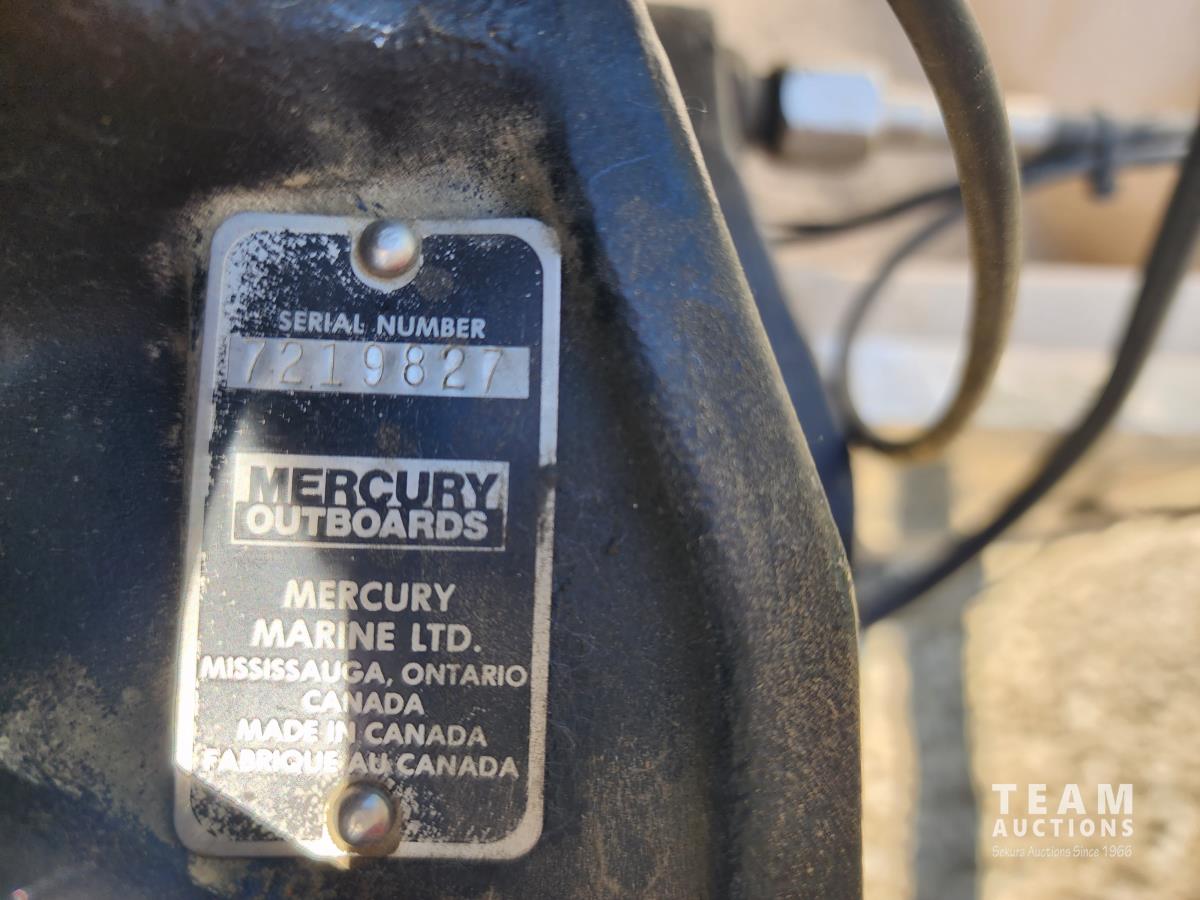 SERIAL NUMBER
7219827
MERCURY
OUTBOARDS
MERCURY
MARINE LTD.
MISSISSAUGA, ONTARIO
CANADA
MADE IN CANADA
FABRIQUE AU CANADA
TEAM
AUCTIONS
Sekura Auctions Since 1966